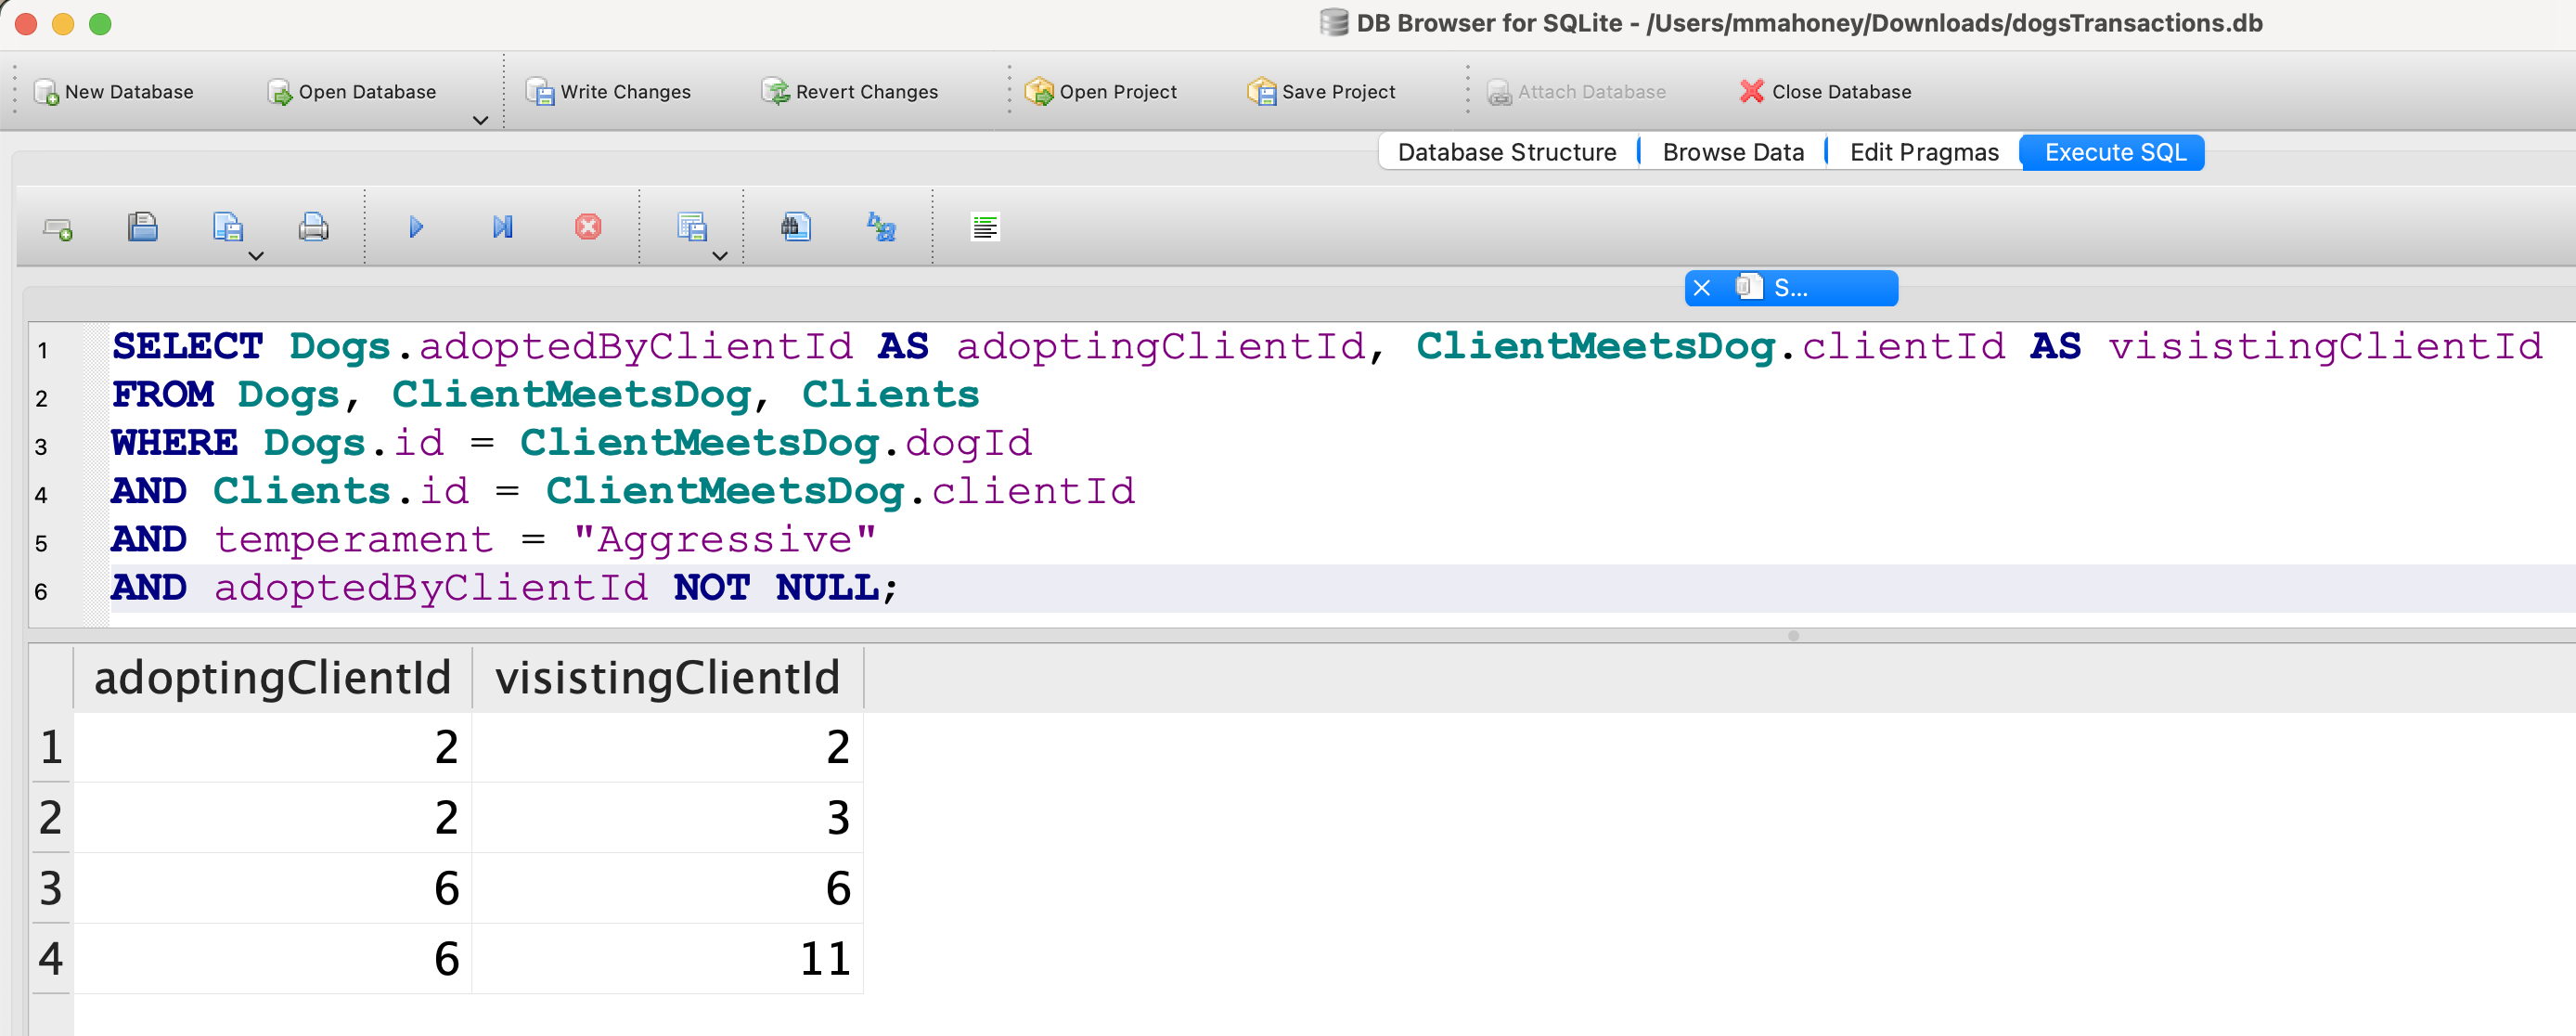 DB Browser for SQLite - /Users/mmahoney/Downloads/dogsTransactions.db
New Database Open Database Write Changes Revert Changes Open Project Save Project Attach Database Close Database
Database Structure Browse Data Edit Pragmas Execute SQL
S...
1 SELECT Dogs.adoptedByClientId AS adoptingClientId, ClientMeetsDog.clientId AS visistingClientId
2 FROM Dogs, ClientMeetsDog, Clients
3 WHERE Dogs.id = ClientMeetsDog.dogId
4 AND Clients.id = ClientMeetsDog.clientId
5 AND temperament = "Aggressive"
6 AND adoptedByClientId NOT NULL;
adoptingClientId visistingClientId
1 2 2
2 2 3
3 6 6
4 6 11